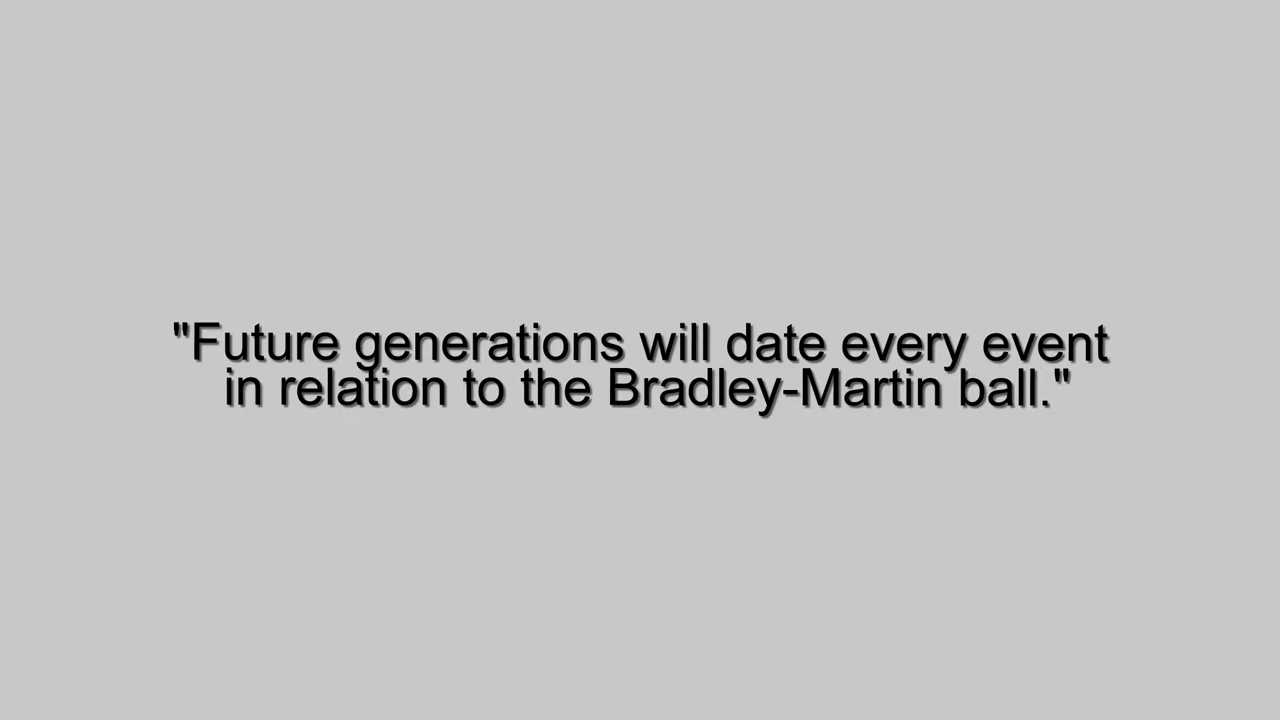 "Future generations will date every event
in relation to the Bradley-Martin ball."